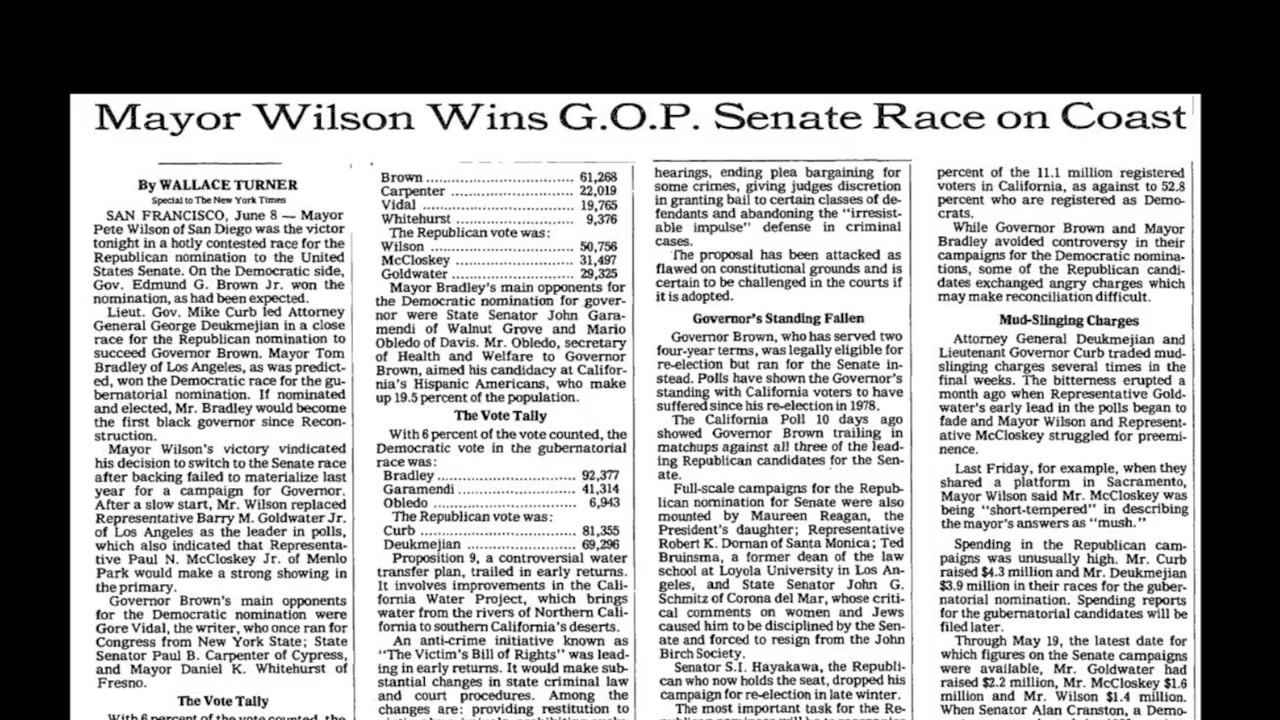 Mayor Wilson Wins G.O.P. Senate Race on Coast
By WALLACE TURNER
Special to The New York Times
SAN FRANCISCO, June 8 — Mayor
Pete Wilson of San Diego was the victor
tonight in a hotly contested race for the
Republican nomination to the United
States Senate. On the Democratic side,
Gov. Edmund G. Brown Jr. won the
nomination, as had been expected.
Lieut. Gov. Mike Curb led Attorney
General George Deukmejian in a close
race for the Republican nomination to
succeed Governor Brown. Mayor Tom
Bradley of Los Angeles, as was predict-
ed, won the Democratic race for the gu-
bernatorial nomination. If nominated
and elected, Mr. Bradley would become
the first black governor since Recon-
struction.
Mayor Wilson's victory vindicated
his decision to switch to the Senate race
after backing failed to materialize last
year for a campaign for Governor.
After a slow start, Mr. Wilson replaced
Representative Barry M. Goldwater Jr.
of Los Angeles as the leader in polls,
which also indicated that Representa-
tive Paul N. McCloskey Jr. of Menlo
Park would make a strong showing in
the primary.
Governor Brown's main opponents
for the Democratic nomination were
Gore Vidal, the writer, who once ran for
Congress from New York State; State
Senator Paul B. Carpenter of Cypress,
and Mayor Daniel K. Whitehurst of
Fresno.
The Vote Tally
With 6 percent of the vote counted, the
Brown .............................. 61,268
Carpenter .............................. 22,019
Vidal .............................. 19,765
Whitehurst .............................. 9,376
The Republican vote was:
Wilson .............................. 50,756
McCloskey .............................. 31,497
Goldwater .............................. 29,325
Mayor Bradley's main opponents for
the Democratic nomination for gover-
nor were State Senator John Gara-
mendi of Walnut Grove and Mario
Obledo of Davis. Mr. Obledo, secretary
of Health and Welfare to Governor
Brown, aimed his candidacy at Califor-
nia's Hispanic Americans, who make
up 19.5 percent of the population.
The Vote Tally
With 6 percent of the vote counted, the
Democratic vote in the gubernatorial
race was:
Bradley .............................. 92,377
Garamendi .............................. 41,314
Obledo .............................. 6,943
The Republican vote was:
Curb .............................. 81,355
Deukmejian .............................. 69,296
Proposition 9, a controversial water
transfer plan, trailed in early returns.
It involves improvements in the Cali-
fornia Water Project, which brings
water from the rivers of Northern Cali-
fornia to southern California's deserts.
An anti-crime initiative known as
"The Victim's Bill of Rights" was lead-
ing in early returns. It would make sub-
stantial changes in state criminal law
and court procedures. Among the
changes are: providing restitution to
hearings, ending plea bargaining for
some crimes, giving judges discretion
in granting bail to certain classes of de-
fendants and abandoning the "irresist-
able impulse" defense in criminal
cases.
The proposal has been attacked as
flawed on constitutional grounds and is
certain to be challenged in the courts if
it is adopted.
Governor's Standing Fallen
Governor Brown, who has served two
four-year terms, was legally eligible for
re-election but ran for the Senate in-
stead. Polls have shown the Governor's
standing with California voters to have
suffered since his re-election in 1978.
The California Poll 10 days ago
showed Governor Brown trailing in
matchups against all three of the lead-
ing Republican candidates for the Sen-
ate.
Full-scale campaigns for the Repub-
lican nomination for Senate were also
mounted by Maureen Reagan, the
President's daughter; Representative
Robert K. Dornan of Santa Monica; Ted
Bruinsma, a former dean of the law
school at Loyola University in Los An-
geles, and State Senator John G.
Schmitz of Corona del Mar, whose criti-
cal comments on women and Jews
caused him to be disciplined by the Sen-
ate and forced to resign from the John
Birch Society.
Senator S.I. Hayakawa, the Republi-
can who now holds the seat, dropped his
campaign for re-election in late winter.
The most important task for the Re-
percent of the 11.1 million registered
voters in California, as against to 52.8
percent who are registered as Demo-
crats.
While Governor Brown and Mayor
Bradley avoided controversy in their
campaigns for the Democratic nomina-
tions, some of the Republican candi-
dates exchanged angry charges which
may make reconciliation difficult.
Mud-Slinging Charges
Attorney General Deukmejian and
Lieutenant Governor Curb traded mud-
slinging charges several times in the
final weeks. The bitterness erupted a
month ago when Representative Gold-
water's early lead in the polls began to
fade and Mayor Wilson and Represent-
ative McCloskey struggled for preemi-
nence.
Last Friday, for example, when they
shared a platform in Sacramento,
Mayor Wilson said Mr. McCloskey was
being "short-tempered" in describing
the mayor's answers as "mush."
Spending in the Republican cam-
paigns was unusually high. Mr. Curb
raised $4.3 million and Mr. Deukmejian
$3.9 million in their races for the guber-
natorial nomination. Spending reports
for the gubernatorial candidates will be
filed later.
Through May 19, the latest date for
which figures on the Senate campaigns
were available, Mr. Goldwater had
raised $2.2 million, Mr. McCloskey $1.6
million and Mr. Wilson $1.4 million.
When Senator Alan Cranston, a Demo-